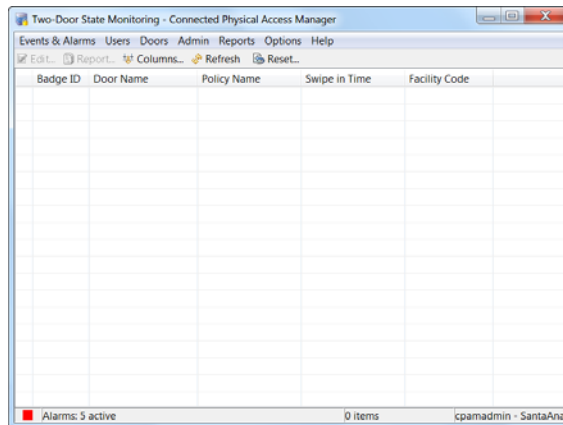 Two-Door State Monitoring - Connected Physical Access Manager
Events & Alarms Users Doors Admin Reports Options Help
Edit... Report... Columns... Refresh Reset...
Badge ID Door Name Policy Name Swipe in Time Facility Code
Alarms: 5 active 0 items cpamadmin - SantaAna